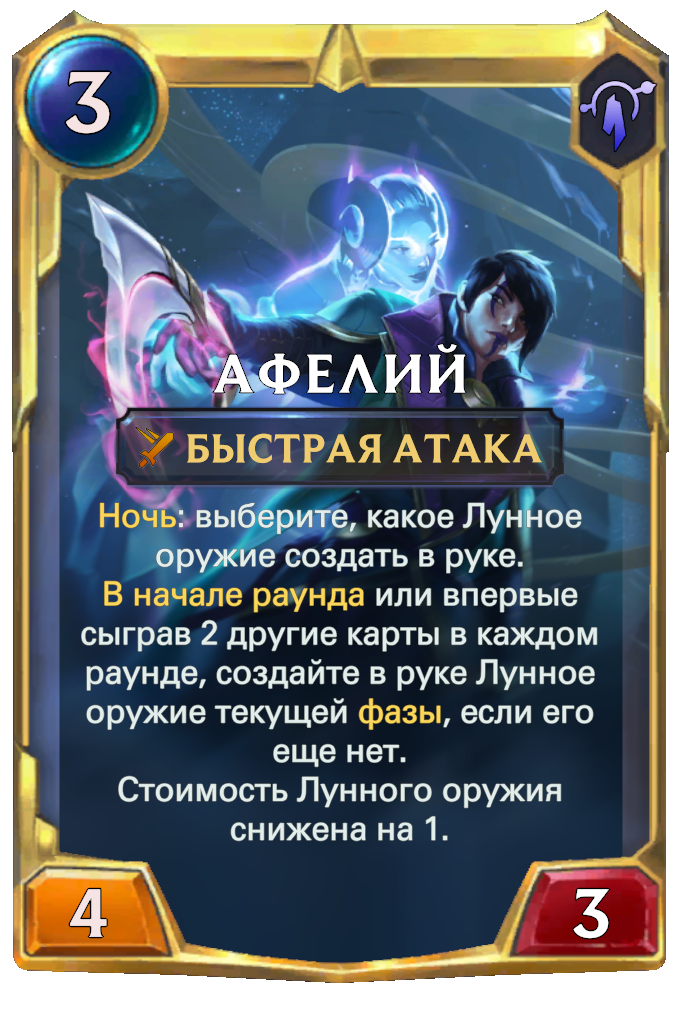 3
АФЕЛИЙ
БЫСТРАЯ АТАКА
Ночь: выберите, какое Лунное
оружие создать в руке.
В начале раунда или впервые
сыграв 2 другие карты в каждом
раунде, создайте в руке Лунное
оружие текущей фазы, если его
еще нет.
Стоимость Лунного оружия
снижена на 1.
4
3